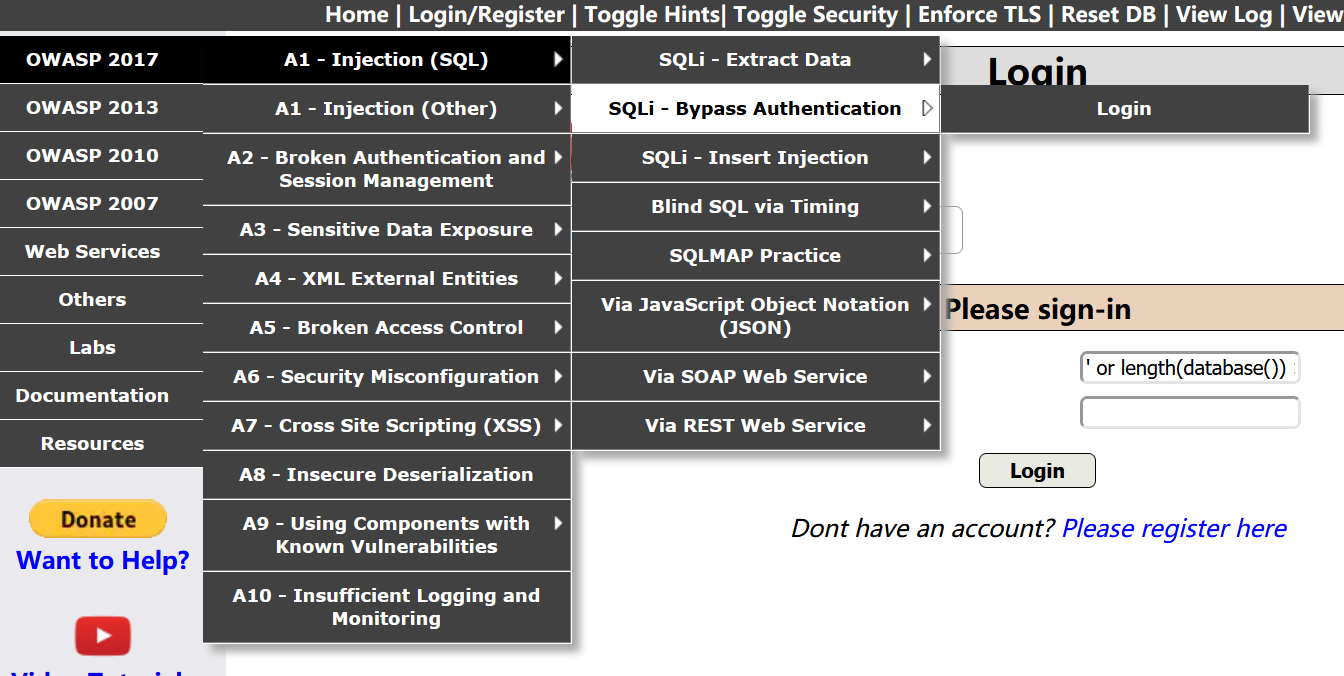 Home | Login/Register | Toggle Hints| Toggle Security | Enforce TLS | Reset DB | View Log | View
OWASP 2017
OWASP 2013
OWASP 2010
OWASP 2007
Web Services
Others
Labs
Documentation
Resources
Donate
Want to Help?
A1 - Injection (SQL)
A1 - Injection (Other)
A2 - Broken Authentication and
Session Management
A3 - Sensitive Data Exposure
A4 - XML External Entities
A5 - Broken Access Control
A6 - Security Misconfiguration
A7 - Cross Site Scripting (XSS)
A8 - Insecure Deserialization
A9 - Using Components with
Known Vulnerabilities
A10 - Insufficient Logging and
Monitoring
SQLi - Extract Data
SQLi - Bypass Authentication
SQLi - Insert Injection
Blind SQL via Timing
SQLMAP Practice
Via JavaScript Object Notation
(JSON)
Via SOAP Web Service
Via REST Web Service
Login
Login
Please sign-in
' or length(database())
Login
Dont have an account? Please register here